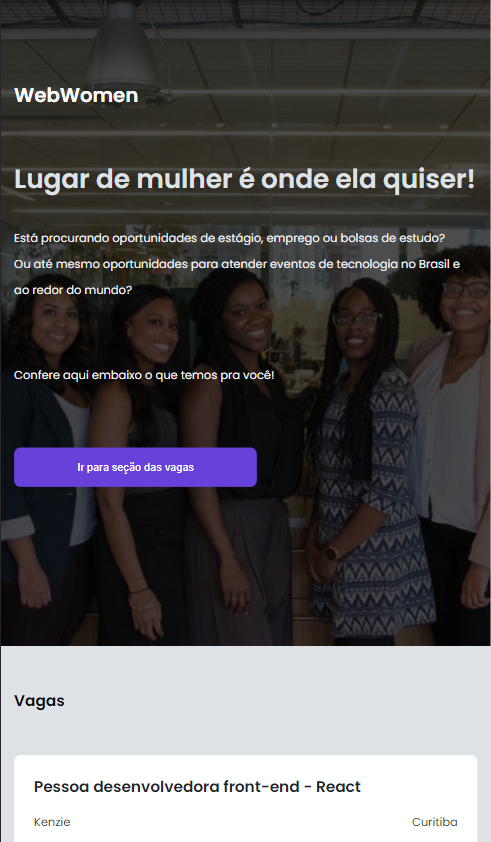 WebWomen
Lugar de mulher é onde ela quiser!
Está procurando oportunidades de estágio, emprego ou bolsas de estudo?
Ou até mesmo oportunidades para atender eventos de tecnologia no Brasil e
ao redor do mundo?
Confere aqui embaixo o que temos pra você!
Ir para seção das vagas
Vagas
Pessoa desenvolvedora front-end - React
Kenzie Curitiba